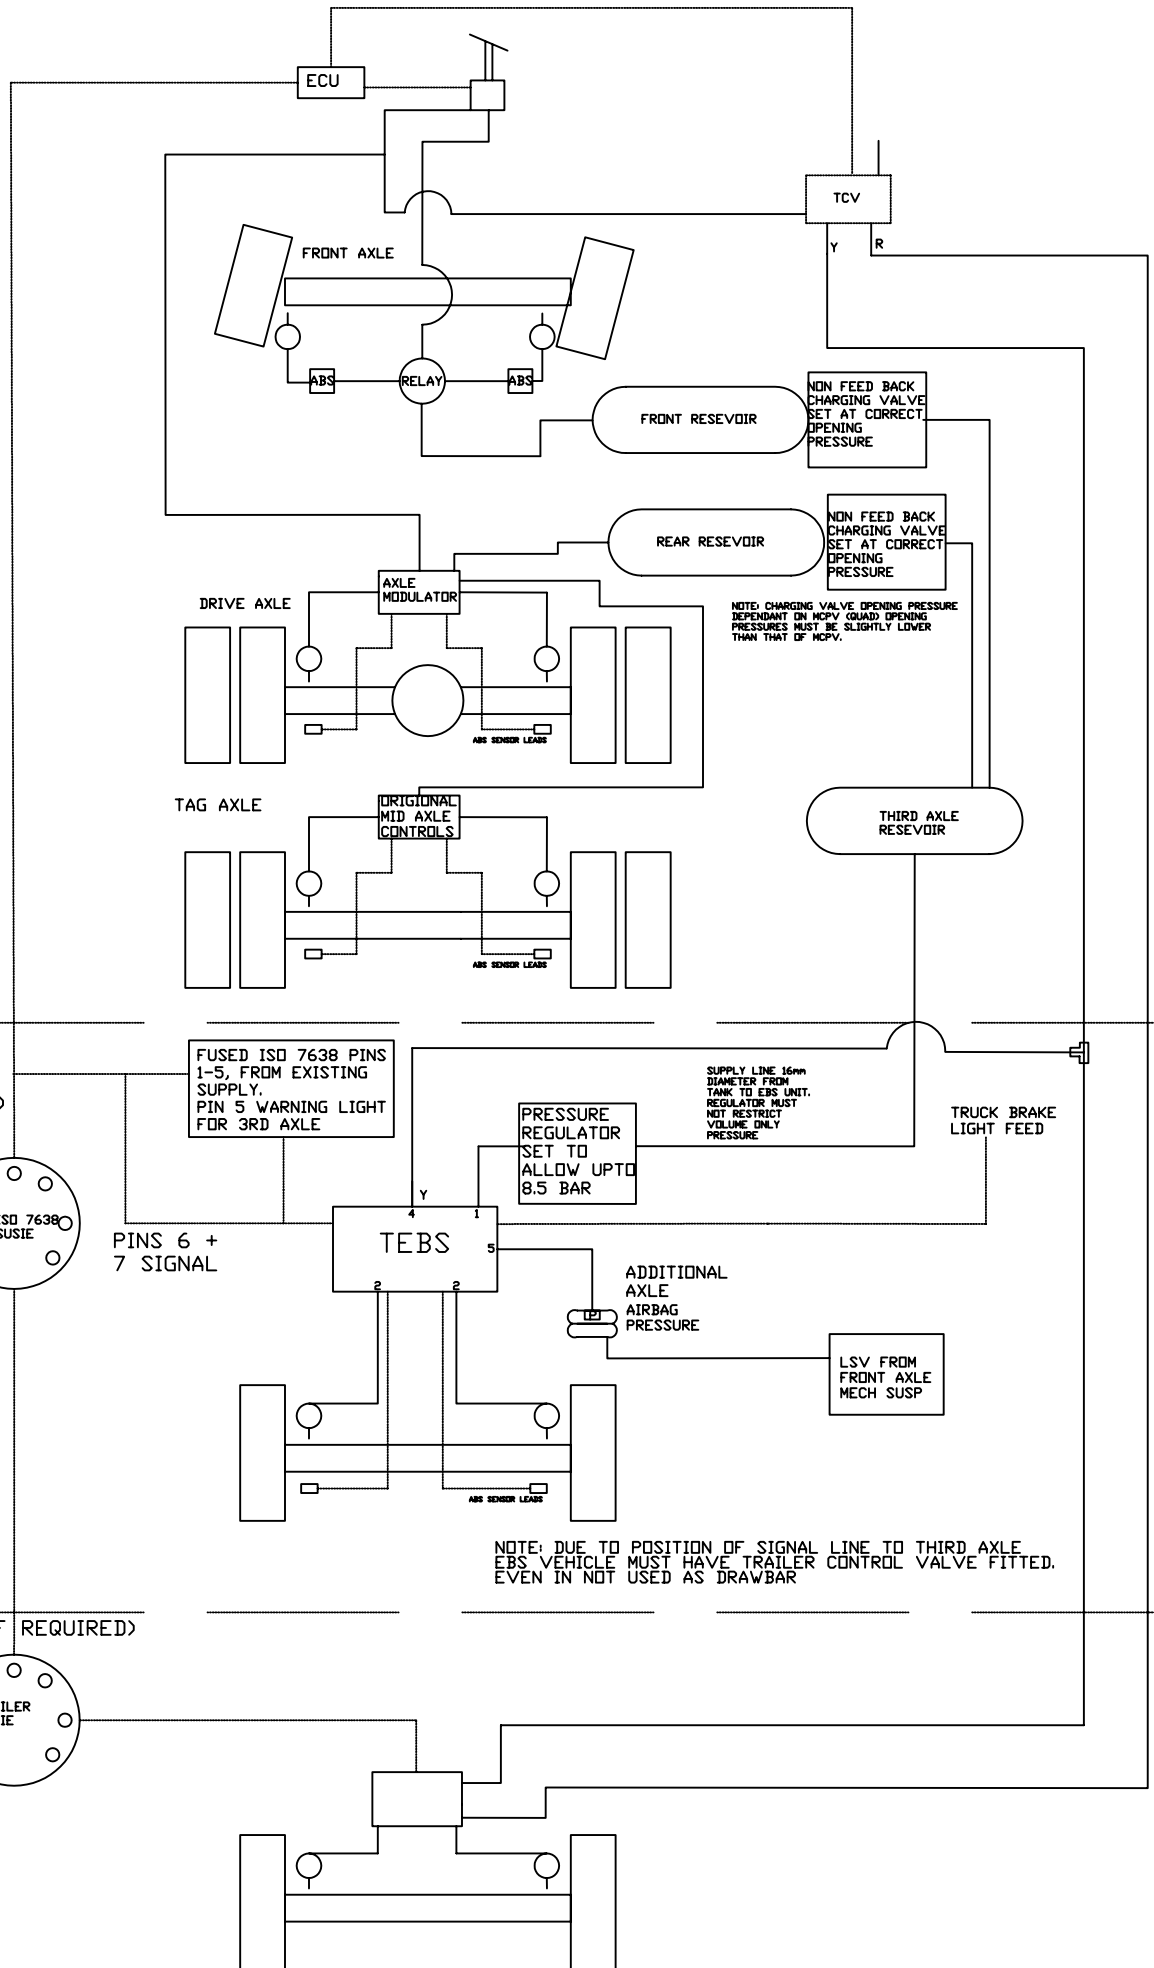 ECU
TCV
Y
R
FRONT AXLE
ABS
RELAY
ABS
FRONT RESEVOIR
NON FEED BACK
CHARGING VALVE
SET AT CORRECT
OPENING
PRESSURE
REAR RESEVOIR
NON FEED BACK
CHARGING VALVE
SET AT CORRECT
OPENING
PRESSURE
AXLE
MODULATOR
DRIVE AXLE
NOTE: CHARGING VALVE OPENING PRESSURE
DEPENDANT ON MCPV (QUAD) OPENING
PRESSURES MUST BE SLIGHTLY LOWER
THAN THAT OF MCPV.
ABS SENSOR LEADS
TAG AXLE
ORIGIONAL
MID AXLE
CONTROLS
THIRD AXLE
RESEVOIR
ABS SENSOR LEADS
FUSED ISO 7638 PINS
1-5, FROM EXISTING
SUPPLY.
PIN 5 WARNING LIGHT
FOR 3RD AXLE
SUPPLY LINE 16mm
DIAMETER FROM
TANK TO EBS UNIT.
REGULATOR MUST
NOT RESTRICT
VOLUME ONLY
PRESSURE
PRESSURE
REGULATOR
SET TO
ALLOW UPTO
8.5 BAR
TRUCK BRAKE
LIGHT FEED
)
ISO 7638
SUSIE
PINS 6 +
7 SIGNAL
Y
4
1
TEBS
5
2
2
ADDITIONAL
AXLE
AIRBAG
PRESSURE
P
LSV FROM
FRONT AXLE
MECH SUSP
ABS SENSOR LEADS
NOTE: DUE TO POSITION OF SIGNAL LINE TO THIRD AXLE
EBS VEHICLE MUST HAVE TRAILER CONTROL VALVE FITTED.
EVEN IN NOT USED AS DRAWBAR
F REQUIRED)
ILER
IE